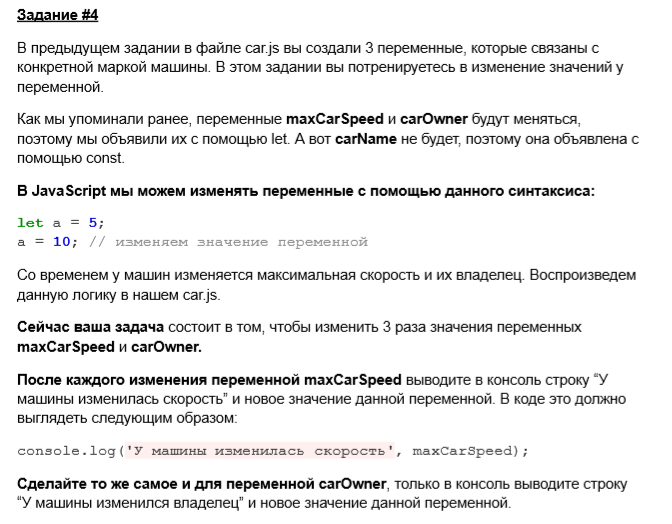 Задание #4
В предыдущем задании в файле car.js вы создали 3 переменные, которые связаны с
конкретной маркой машины. В этом задании вы потренируетесь в изменение значений у
переменной.
Как мы упоминали ранее, переменные maxCarSpeed и carOwner будут меняться,
поэтому мы объявили их с помощью let. А вот carName не будет, поэтому она объявлена с
помощью const.
В JavaScript мы можем изменять переменные с помощью данного синтаксиса:
let a = 5;
a = 10; // изменяем значение переменной
Со временем у машин изменяется максимальная скорость и их владелец. Воспроизведем
данную логику в нашем car.js.
Сейчас ваша задача состоит в том, чтобы изменить 3 раза значения переменных
maxCarSpeed и carOwner.
После каждого изменения переменной maxCarSpeed выводите в консоль строку “У
машины изменилась скорость” и новое значение данной переменной. В коде это должно
выглядеть следующим образом:
console.log('У машины изменилась скорость', maxCarSpeed);
Сделайте то же самое и для переменной carOwner, только в консоль выводите строку
“У машины изменился владелец” и новое значение данной переменной.